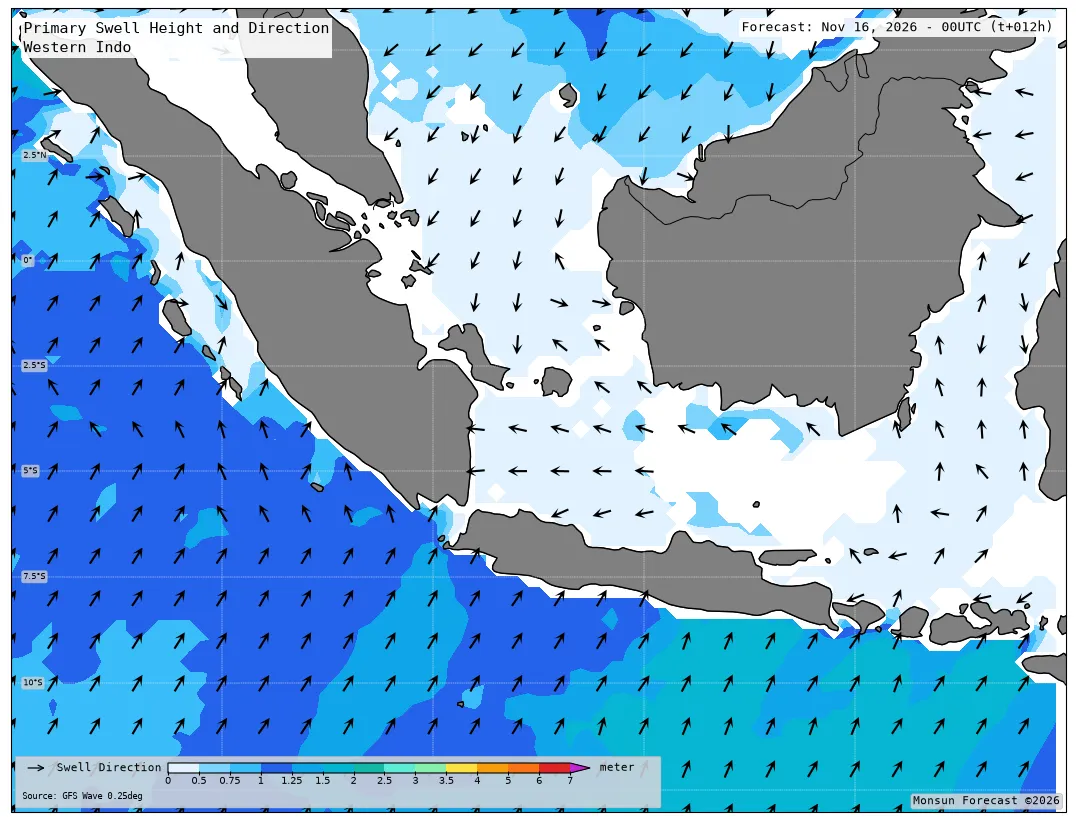 Primary Swell Height and Direction
Western Indo
Forecast: Nov 16, 2026 - 00UTC (t+012h)
2.5°N
0°
2.5°S
5°S
7.5°S
10°S
Swell Direction
0 0.5 0.75 1 1.25 1.5 2 2.5 3 3.5 4 5 6 7
meter
Source: GFS Wave 0.25deg
Monsun Forecast ©2026